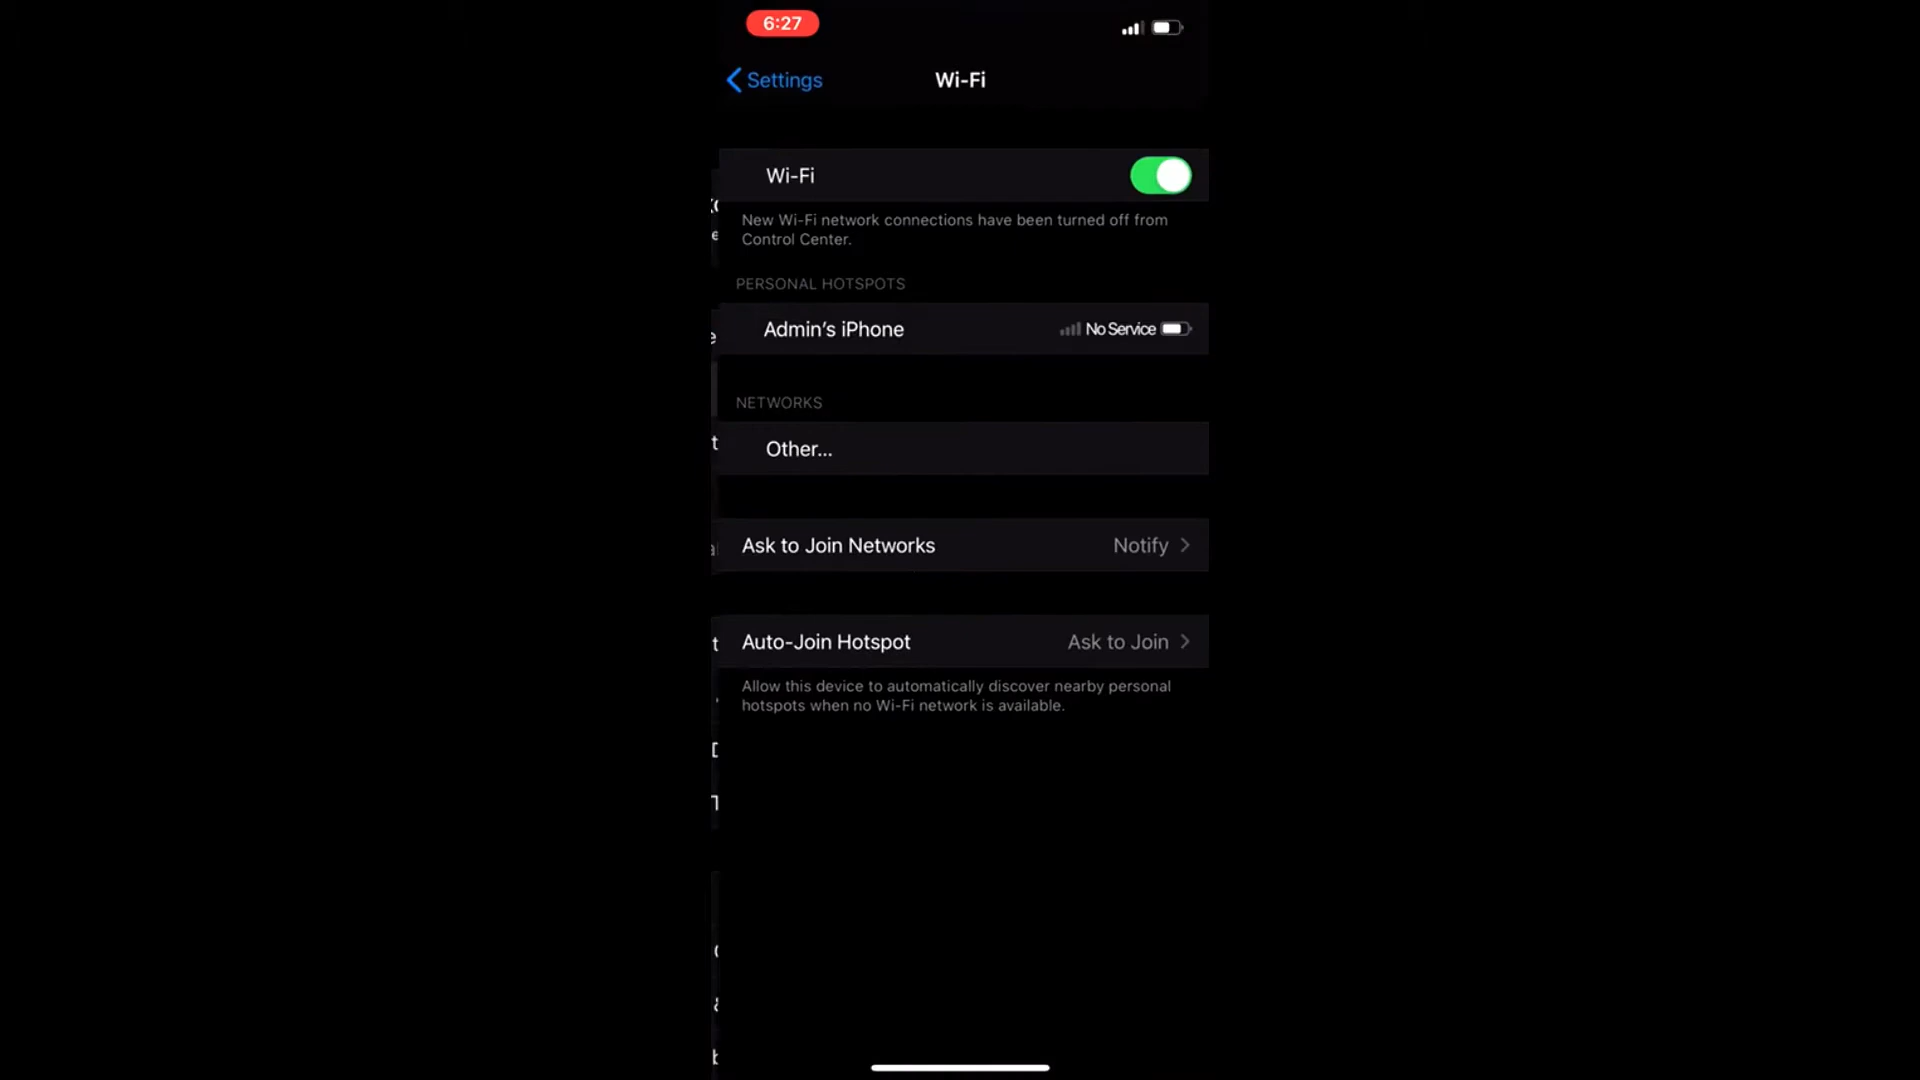 6:27
Settings
Wi-Fi
Wi-Fi
New Wi-Fi network connections have been turned off from
Control Center.
PERSONAL HOTSPOTS
Admin’s iPhone No Service
NETWORKS
Other...
Ask to Join Networks Notify
Auto-Join Hotspot Ask to Join
Allow this device to automatically discover nearby personal
hotspots when no Wi-Fi network is available.